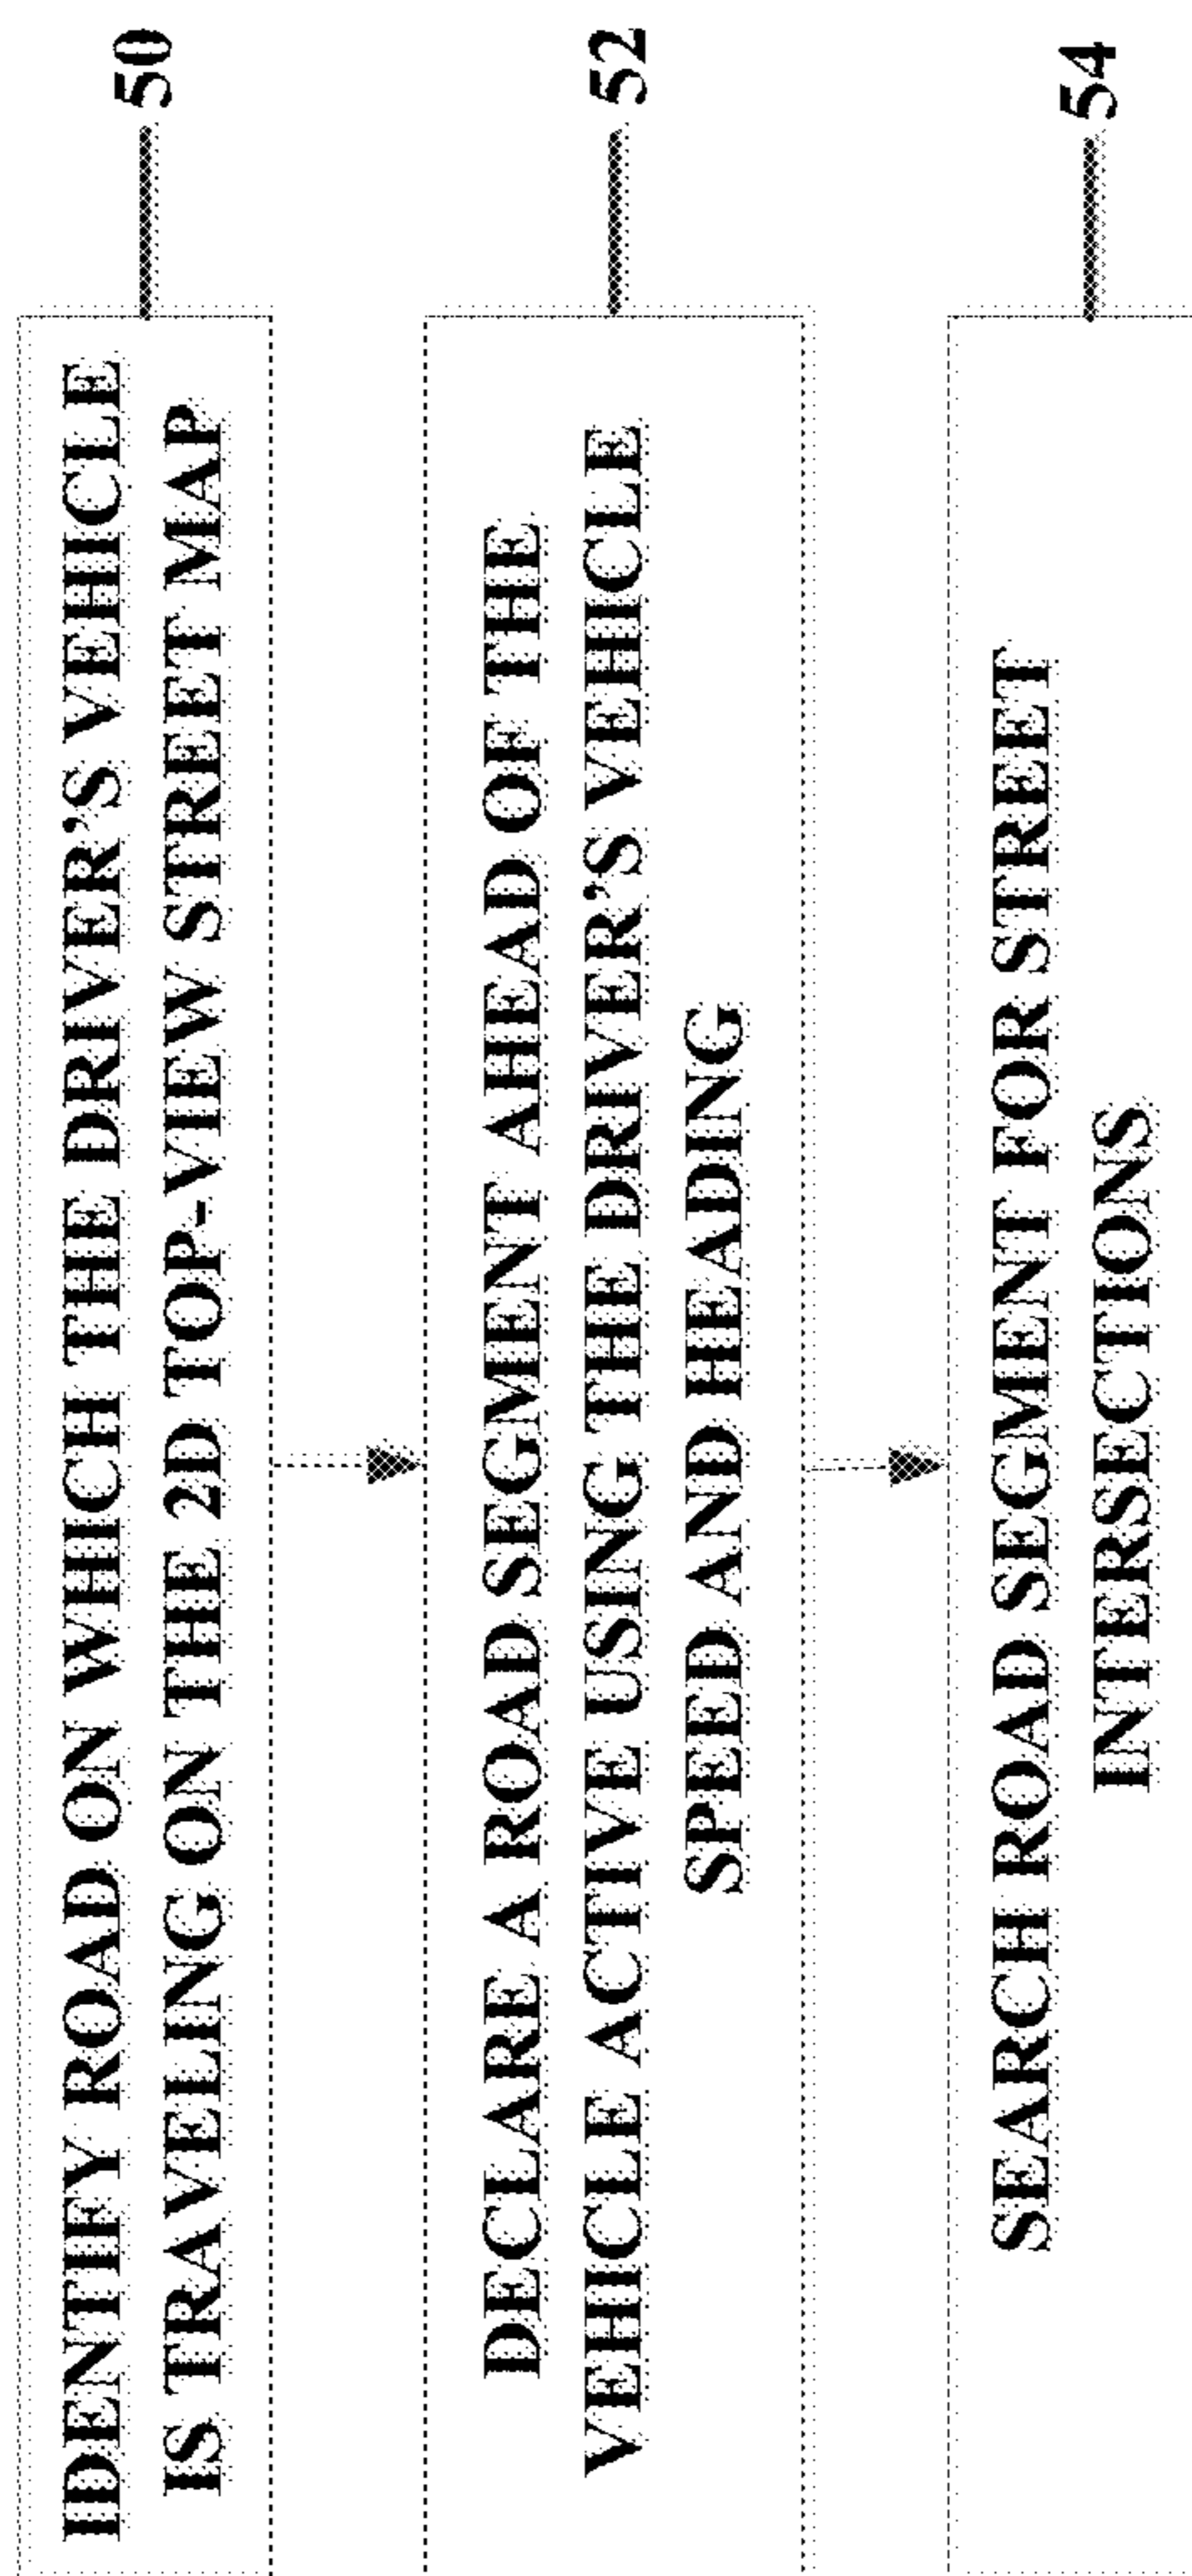 IDENTIFY ROAD ON WHICH THE DRIVER'S VEHICLE
IS TRAVELING ON THE 2D TOP-VIEW STREET MAP
50
DECLARE A ROAD SEGMENT AHEAD OF THE
VEHICLE ACTIVE USING THE DRIVER'S VEHICLE
SPEED AND HEADING
52
SEARCH ROAD SEGMENT FOR STREET
INTERSECTIONS
54